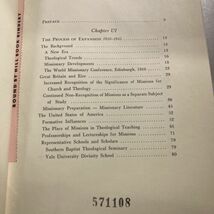 BOUND BY HILL BOOK BINDERY
PREFACE 9
Chapter VI
THE PROCESS OF EXPANSION 1910-1945
The Background 15
A New Era 15
Theological Trends
Missionary Developments
The World Missionary Conference, Edinburgh, 1910
Great Britain and Eire
Increased Recognition of the Significance of Missions for
Church and Theology
Continued Non-Recognition of Missions as a Separate Subject
of Study
Missionary Preparation — Missionary Literature
The United States of America
Formative Influences
The Place of Missions in Theological Teaching
Professorships and Lectureships for Missions
Representative Schools and Scholars
Southern Baptist Theological Seminary
Yale University Divinity School
571108